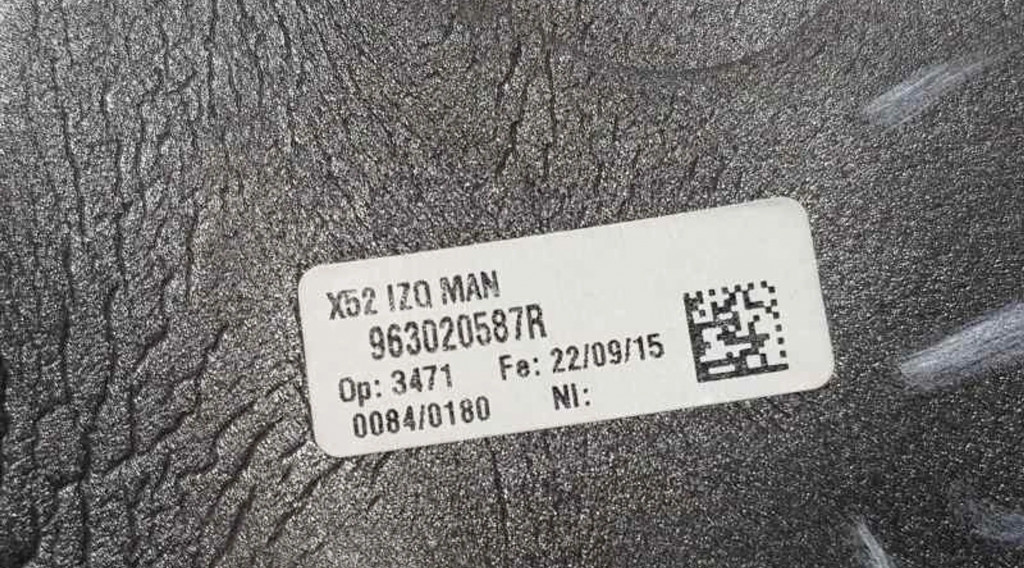 X52 IZQ MAN
963020587R
Op: 3471 Fe: 22/09/15
0084/0180 NI: